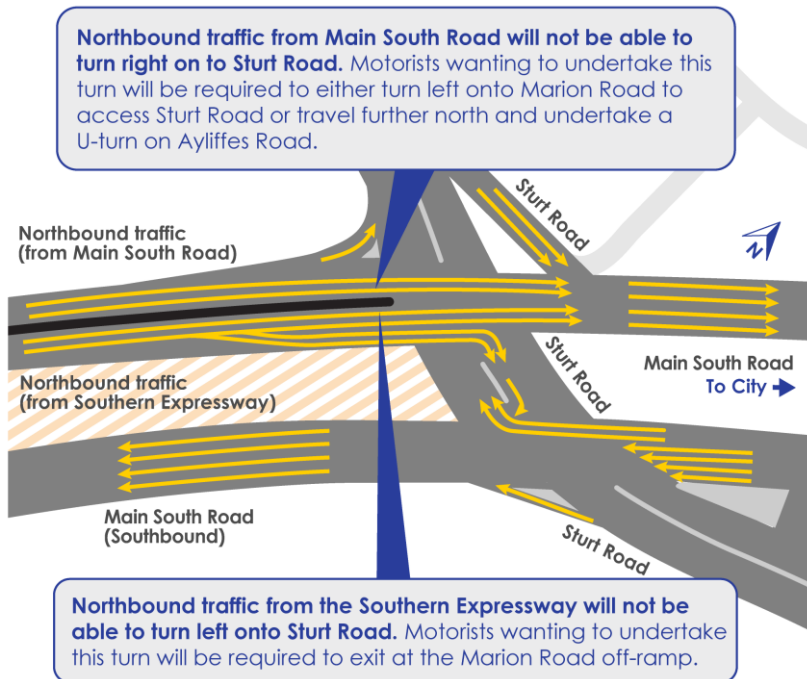 Northbound traffic from Main South Road will not be able to
turn right on to Sturt Road. Motorists wanting to undertake this
turn will be required to either turn left onto Marion Road to
access Sturt Road or travel further north and undertake a
U-turn on Ayliffes Road.
Sturt Road
Northbound traffic
(from Main South Road)
N
Sturt Road
Main South Road
To City
Northbound traffic
(from Southern Expressway)
Main South Road
(Southbound)
Sturt Road
Northbound traffic from the Southern Expressway will not be
able to turn left onto Sturt Road. Motorists wanting to undertake
this turn will be required to exit at the Marion Road off-ramp.